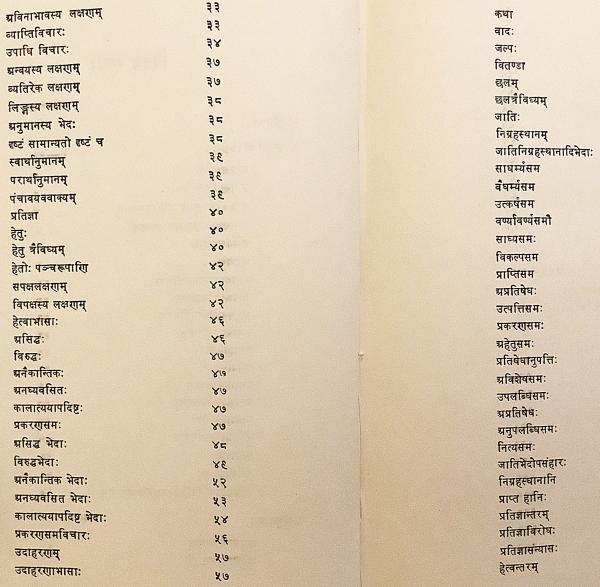 अविनाभावस्य लक्षणम् ३३
व्याप्तिविचारः ३३
उपाधि विचारः ३४
अन्वयस्य लक्षणम् ३७
व्यतिरेक लक्षणम् ३७
लिङ्गस्य लक्षणम् ३८
अनुमानस्य भेदः ३८
दृष्टं सामान्यतो दृष्टं च ३८
स्वार्थानुमानम् ३९
परार्थानुमानम् ३९
पंचावयववाक्यम् ३९
प्रतिज्ञा ४०
हेतुः ४०
हेतु त्रैविध्यम् ४०
हेतोः पञ्चरूपाणि ४२
सपक्षलक्षणम् ४२
विपक्षस्य लक्षणम् ४२
हेत्वाभासाः ४६
असिद्धः ४६
विरुद्धः ४७
अनैकान्तिकः ४७
अनध्यवसितः ४७
कालात्ययापदिष्टः ४७
प्रकरणसमः ४७
असिद्ध भेदाः ४८
विरुद्धभेदाः ४९
अनैकान्तिक भेदाः ५२
अनध्यवसित भेदाः ५३
कालात्ययापदिष्ट भेदाः ५४
प्रकरणसमविचारः ५६
उदाहरणम् ५७
उदाहरणाभासाः ५७
कथा
वादः
जल्पः
वितण्डा
छलम्
छलत्रैविध्यम्
जातिः
निग्रहस्थानम्
जातिनिग्रहस्थानादिभेदाः
साधर्म्यसम
वैधर्म्यसम
उत्कर्षसम
वर्ण्यावर्ण्यसमौ
साध्यसमः
विकल्पसम
प्राप्तिसम
अप्रतिषेधः
उत्पत्तिसमः
प्रकरणसमः
अहेतुसमः
प्रतिषेधानुपत्तिः
अविशेषसमः
उपलब्धिसमः
अप्रतिषेधः
अनुपलब्धिसमः
नित्यसमः
जातिभेदोपसंहारः
निग्रहस्थानानि
प्राप्त हानिः
प्रतिज्ञान्तरम्
प्रतिज्ञाविरोधः
प्रतिज्ञासंन्यासः
हेत्वन्तरम्